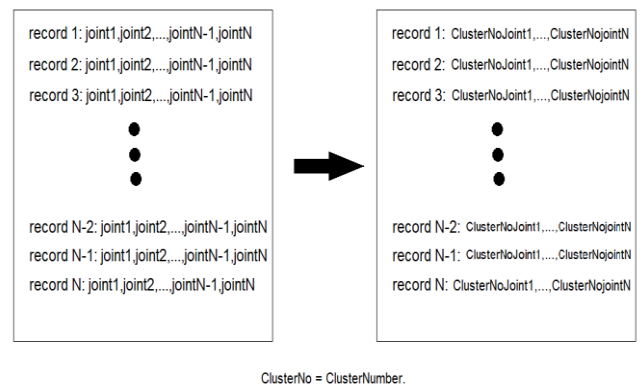 record 1: joint1,joint2,...,jointN-1,jointN
record 2: joint1,joint2,...,jointN-1,jointN
record 3: joint1,joint2,...,jointN-1,jointN
record N-2: joint1,joint2,...,jointN-1,jointN
record N-1: joint1,joint2,...,jointN-1,jointN
record N: joint1,joint2,...,jointN-1,jointN
record 1: ClusterNoJoint1,...,ClusterNojointN
record 2: ClusterNoJoint1,...,ClusterNojointN
record 3: ClusterNoJoint1,...,ClusterNojointN
record N-2: ClusterNoJoint1,...,ClusterNojointN
record N-1: ClusterNoJoint1,...,ClusterNojointN
record N: ClusterNoJoint1,...,ClusterNojointN
ClusterNo = ClusterNumber.